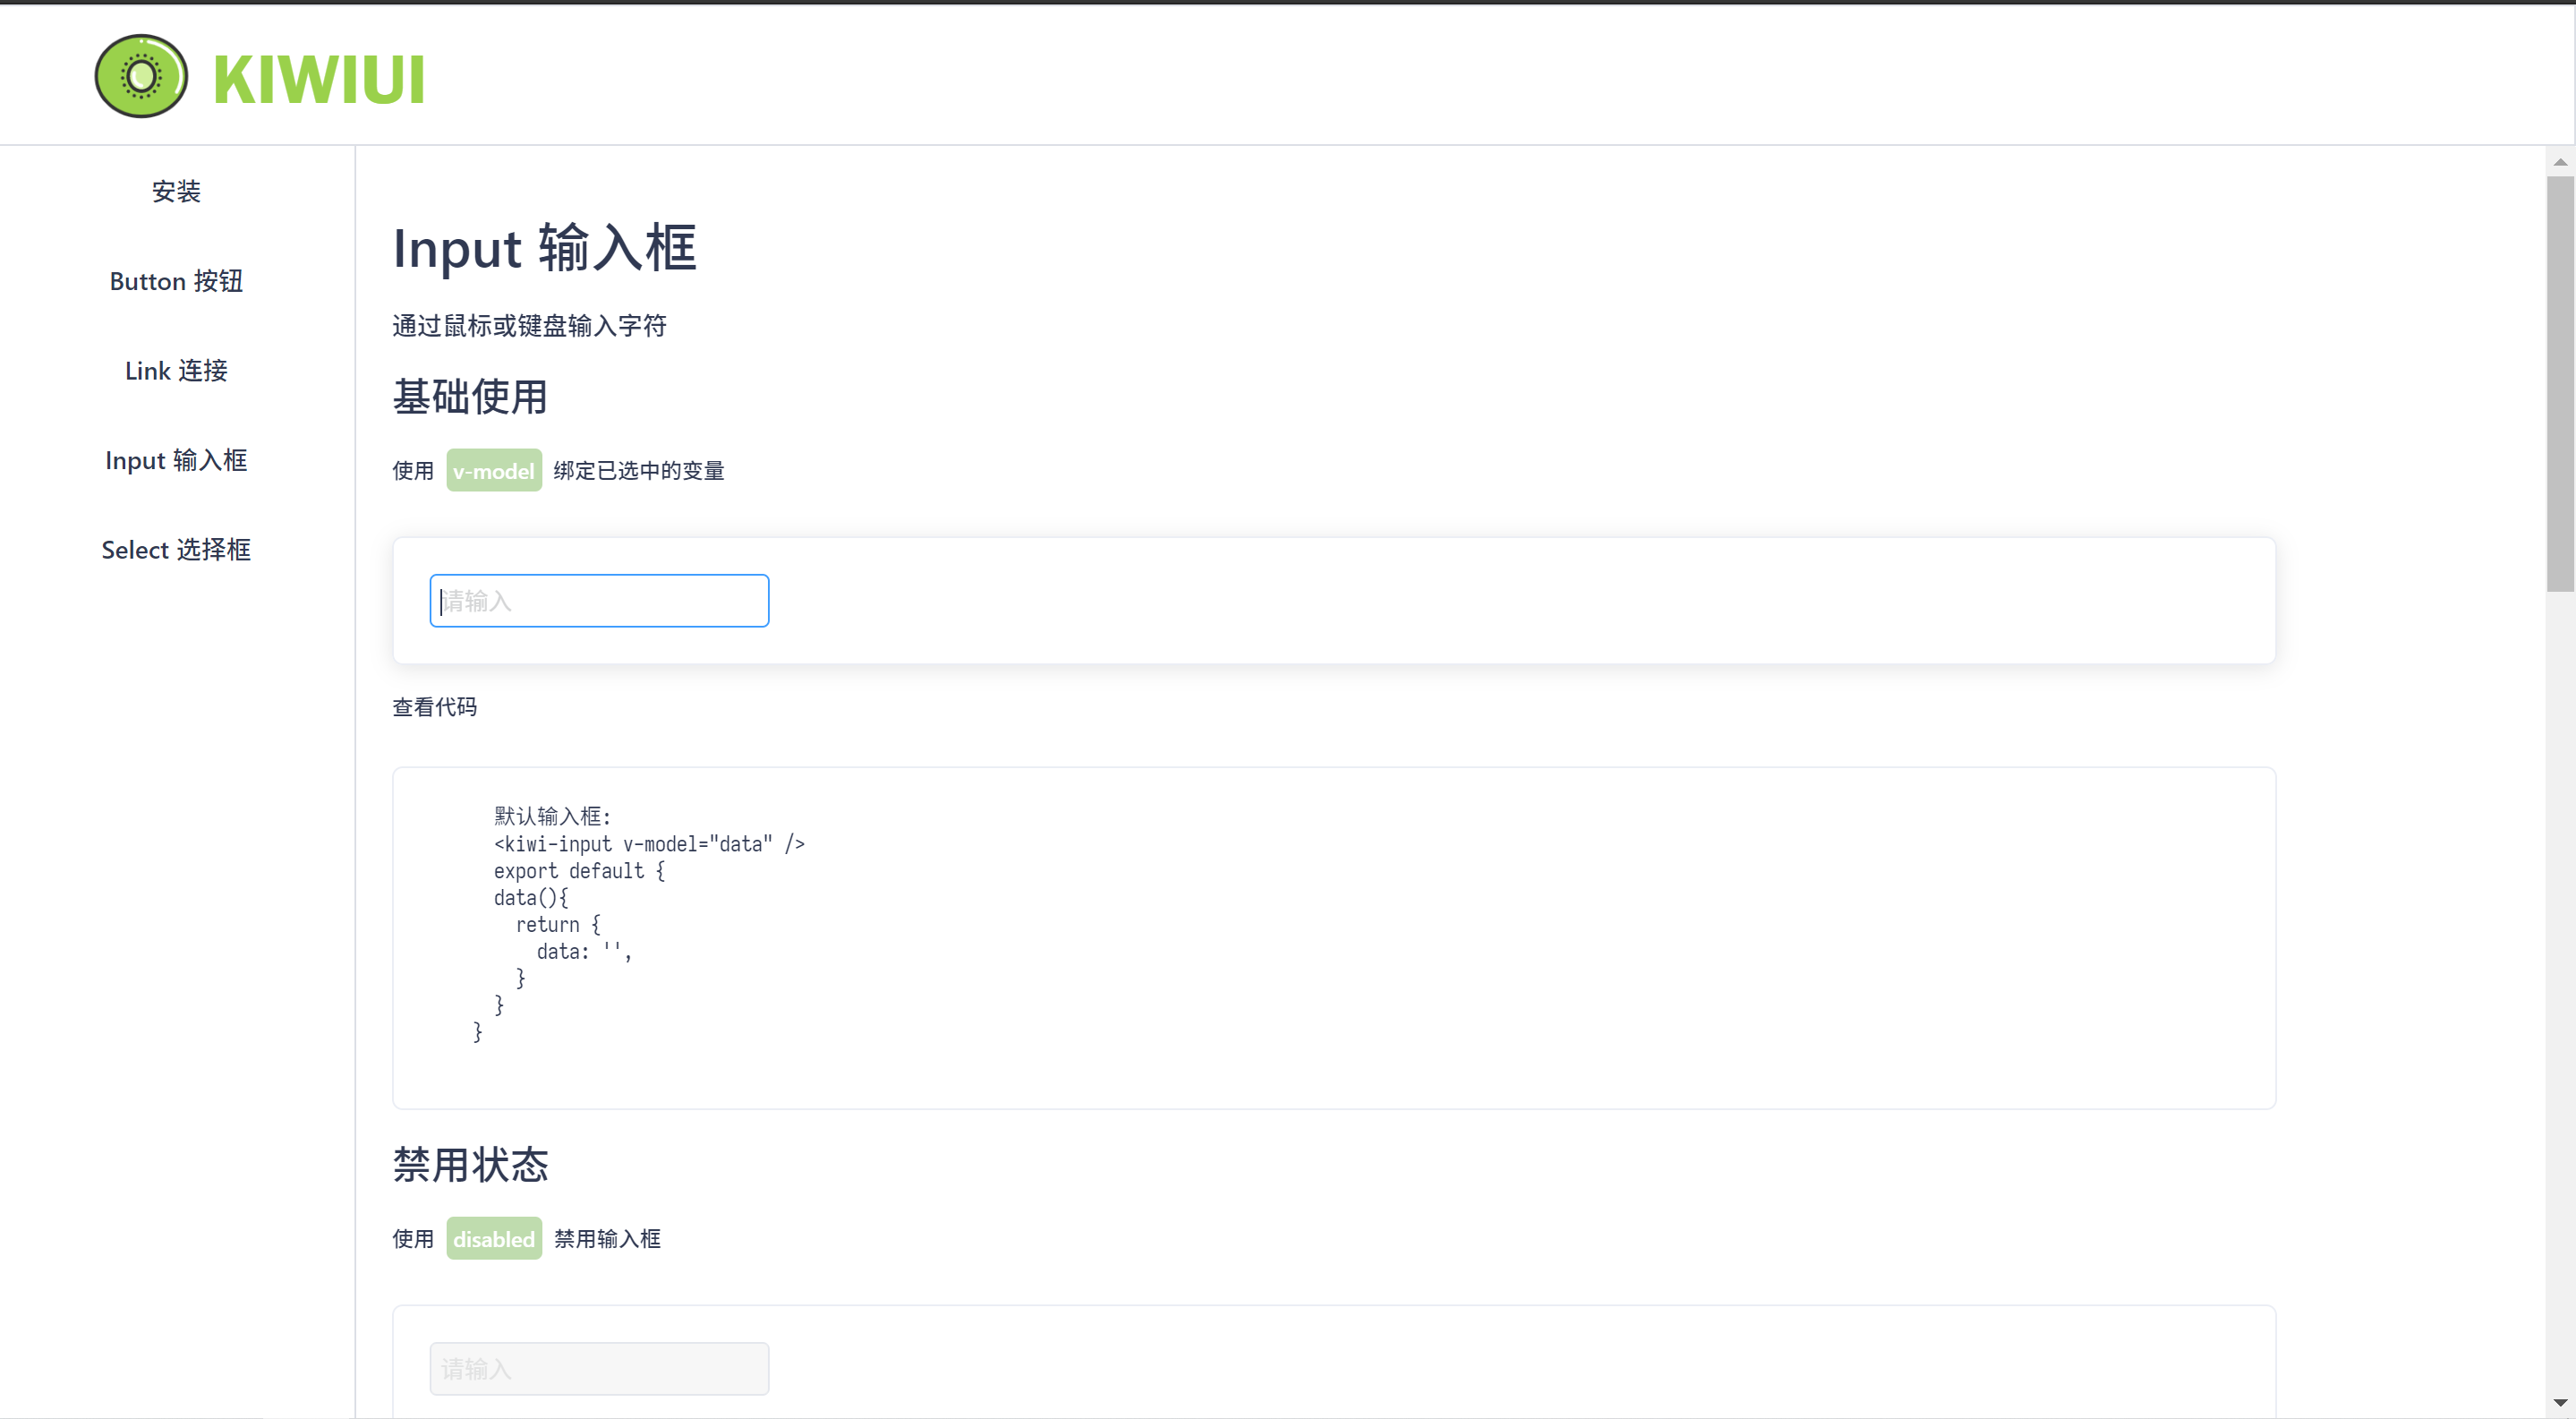 KIWIUI
安装
Button 按钮
Link 连接
Input 输入框
Select 选择框
Input 输入框
通过鼠标或键盘输入字符
基础使用
使用 v-model 绑定已选中的变量
请输入
查看代码
默认输入框:
<kiwi-input v-model="data" />
export default {
data(){
return {
data: '',
}
}
}
禁用状态
使用 disabled 禁用输入框
请输入